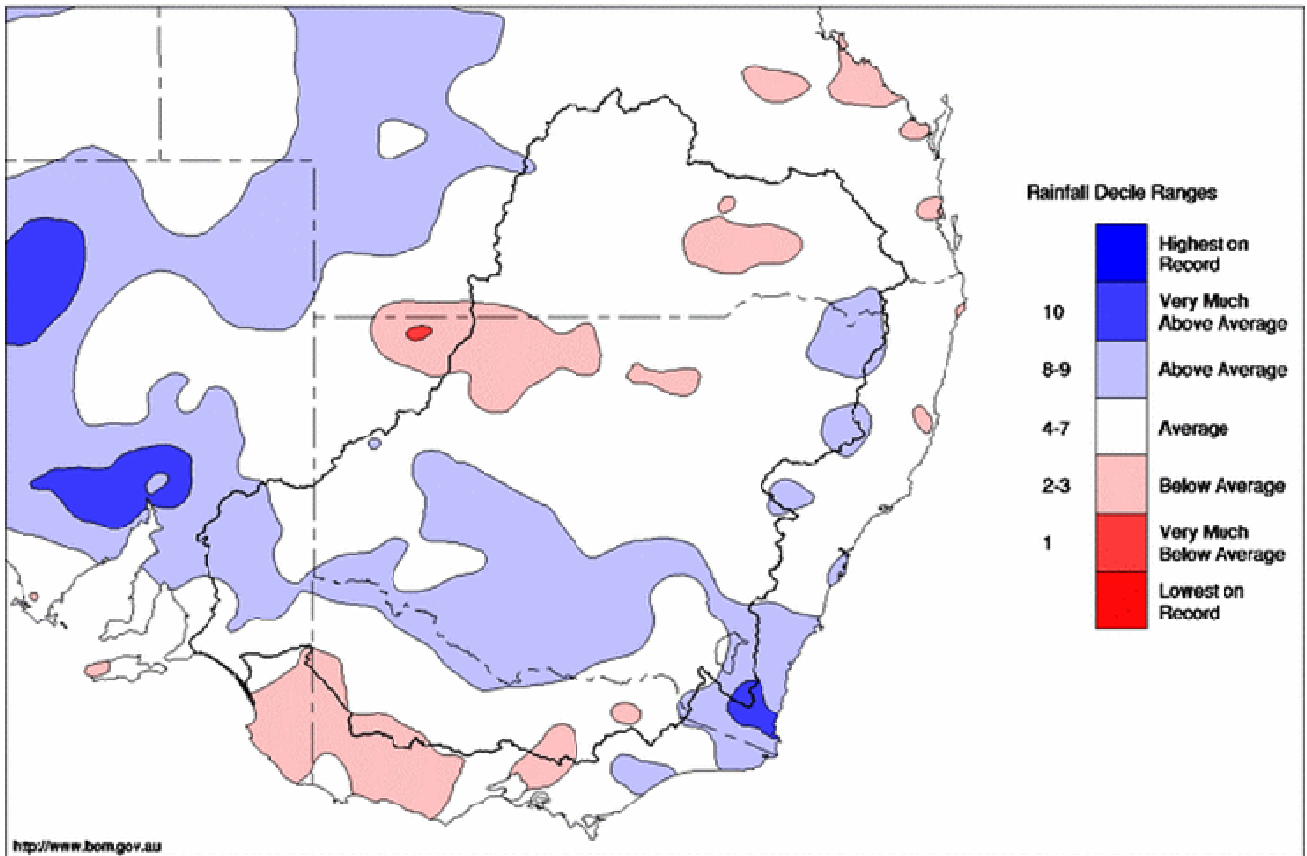 Rainfall Decile Ranges
Highest on
Record
10
Very Much
Above Average
8-9
Above Average
4-7
Average
2-3
Below Average
1
Very Much
Below Average
Lowest on
Record
http://www.bom.gov.au